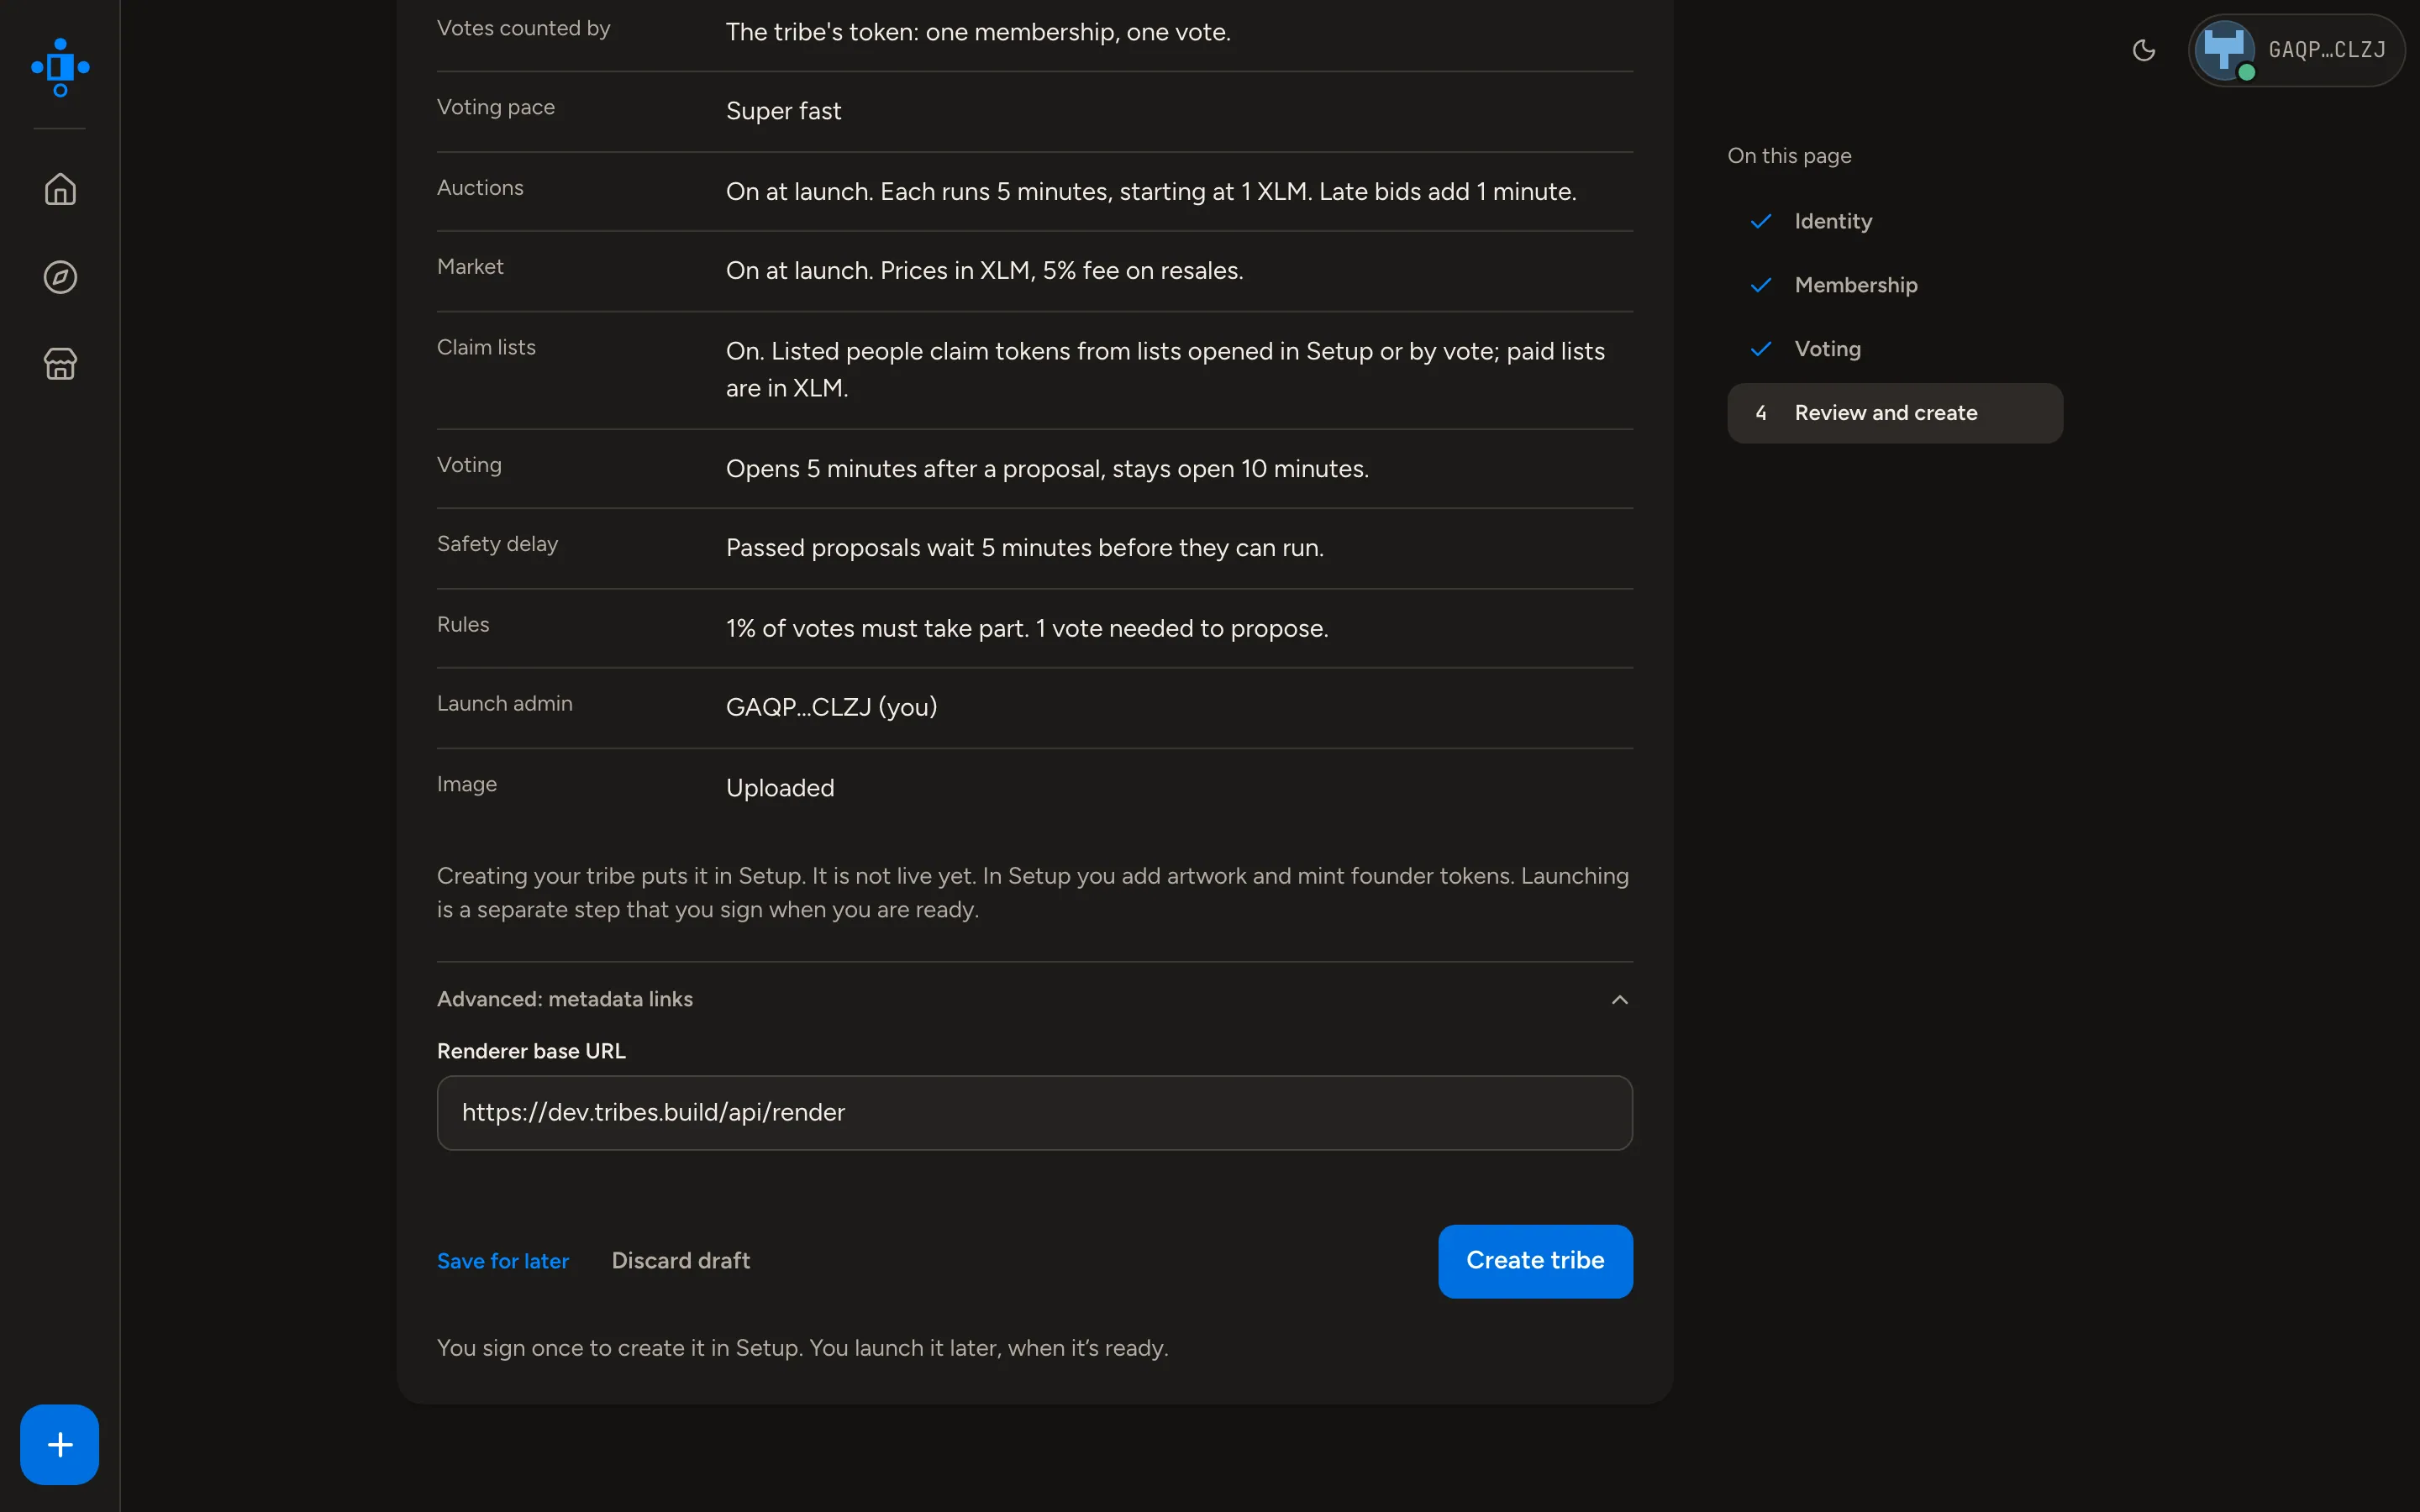 Votes counted by
The tribe's token: one membership, one vote.
Voting pace
Super fast
Auctions
On at launch. Each runs 5 minutes, starting at 1 XLM. Late bids add 1 minute.
Market
On at launch. Prices in XLM, 5% fee on resales.
Claim lists
On. Listed people claim tokens from lists opened in Setup or by vote; paid lists
are in XLM.
Voting
Opens 5 minutes after a proposal, stays open 10 minutes.
Safety delay
Passed proposals wait 5 minutes before they can run.
Rules
1% of votes must take part. 1 vote needed to propose.
Launch admin
GAQP...CLZJ (you)
Image
Uploaded
Creating your tribe puts it in Setup. It is not live yet. In Setup you add artwork and mint founder tokens. Launching
is a separate step that you sign when you are ready.
Advanced: metadata links
Renderer base URL
https://dev.tribes.build/api/render
Save for later
Discard draft
Create tribe
You sign once to create it in Setup. You launch it later, when it’s ready.
GAQP…CLZJ
On this page
Identity
Membership
Voting
4 Review and create